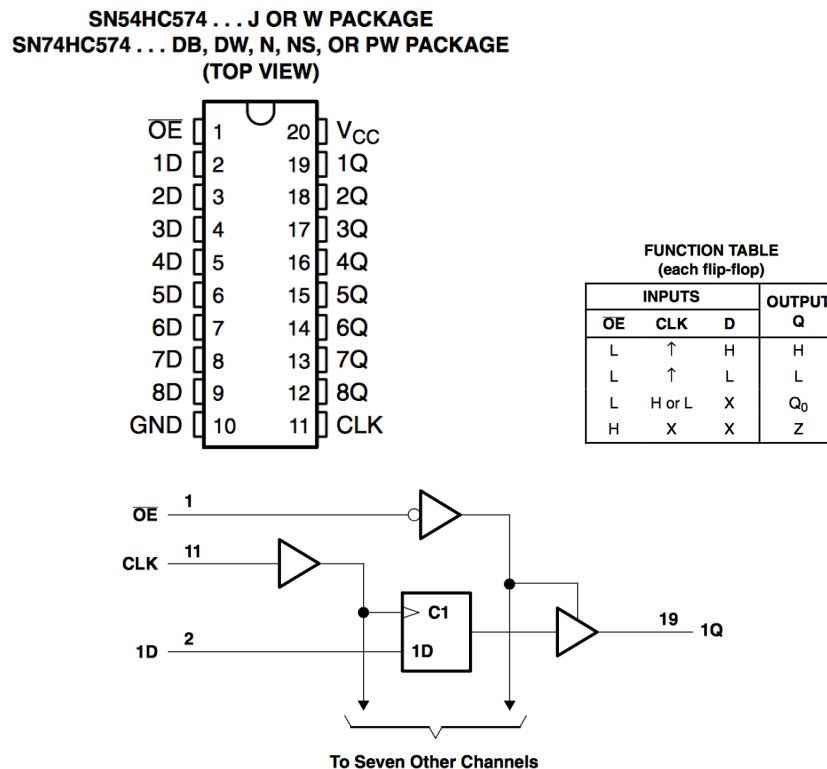 SN54HC574 . . . J OR W PACKAGE
SN74HC574 . . . DB, DW, N, NS, OR PW PACKAGE
(TOP VIEW)
OE 1 20 VCC
1D 2 19 1Q
2D 3 18 2Q
3D 4 17 3Q
4D 5 16 4Q
5D 6 15 5Q
6D 7 14 6Q
7D 8 13 7Q
8D 9 12 8Q
GND 10 11 CLK
FUNCTION TABLE
(each flip-flop)
INPUTS OUTPUT
OE CLK D Q
L ↑ H H
L ↑ L L
L H or L X Q0
H X X Z
OE 1
CLK 11
C1
1D 2 1D
19 1Q
To Seven Other Channels